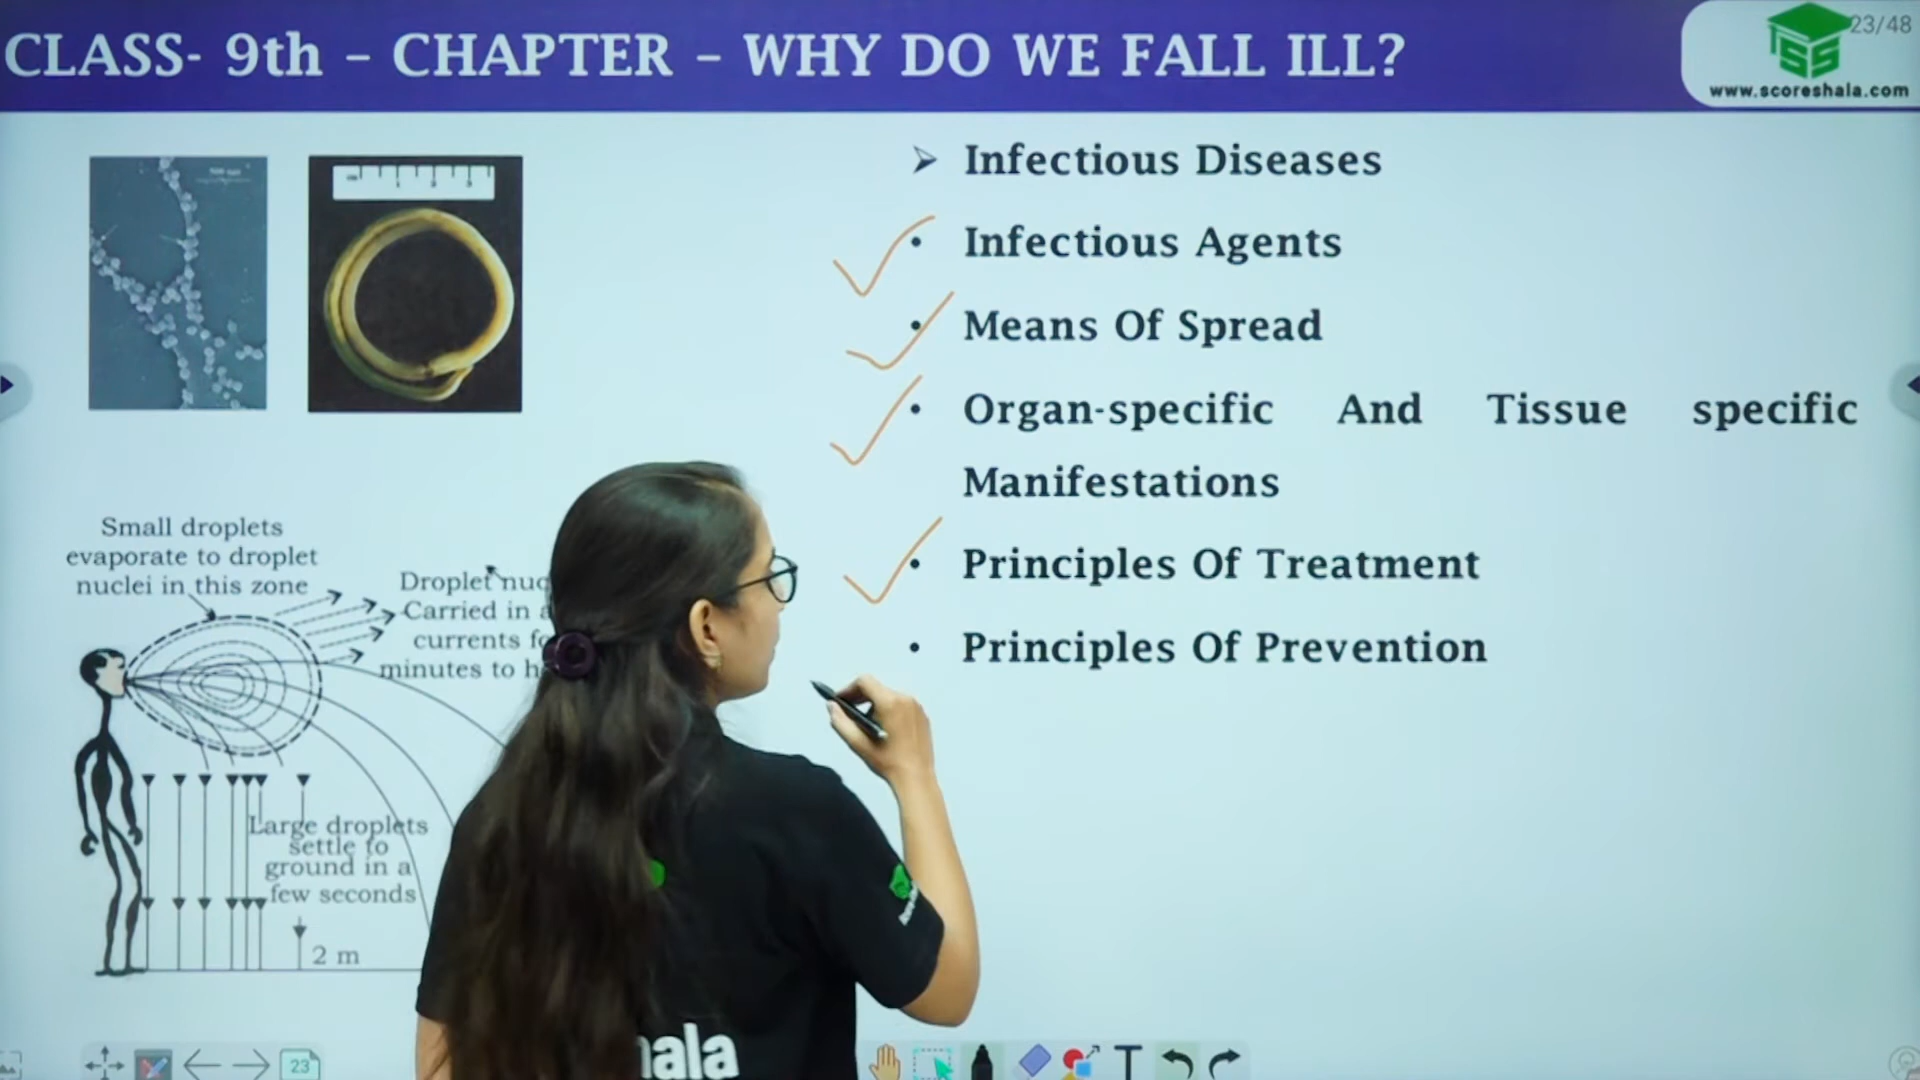 CLASS- 9th – CHAPTER – WHY DO WE FALL ILL?
23/48
www.scoreshala.com
Infectious Diseases
Infectious Agents
Means Of Spread
Organ-specific And Tissue specific
Manifestations
Principles Of Treatment
Principles Of Prevention
Small droplets
evaporate to droplet
nuclei in this zone
Droplet nuc
Carried in a
currents fo
minutes to h
Large droplets
settle to
ground in a
few seconds
2 m
hala
23
T